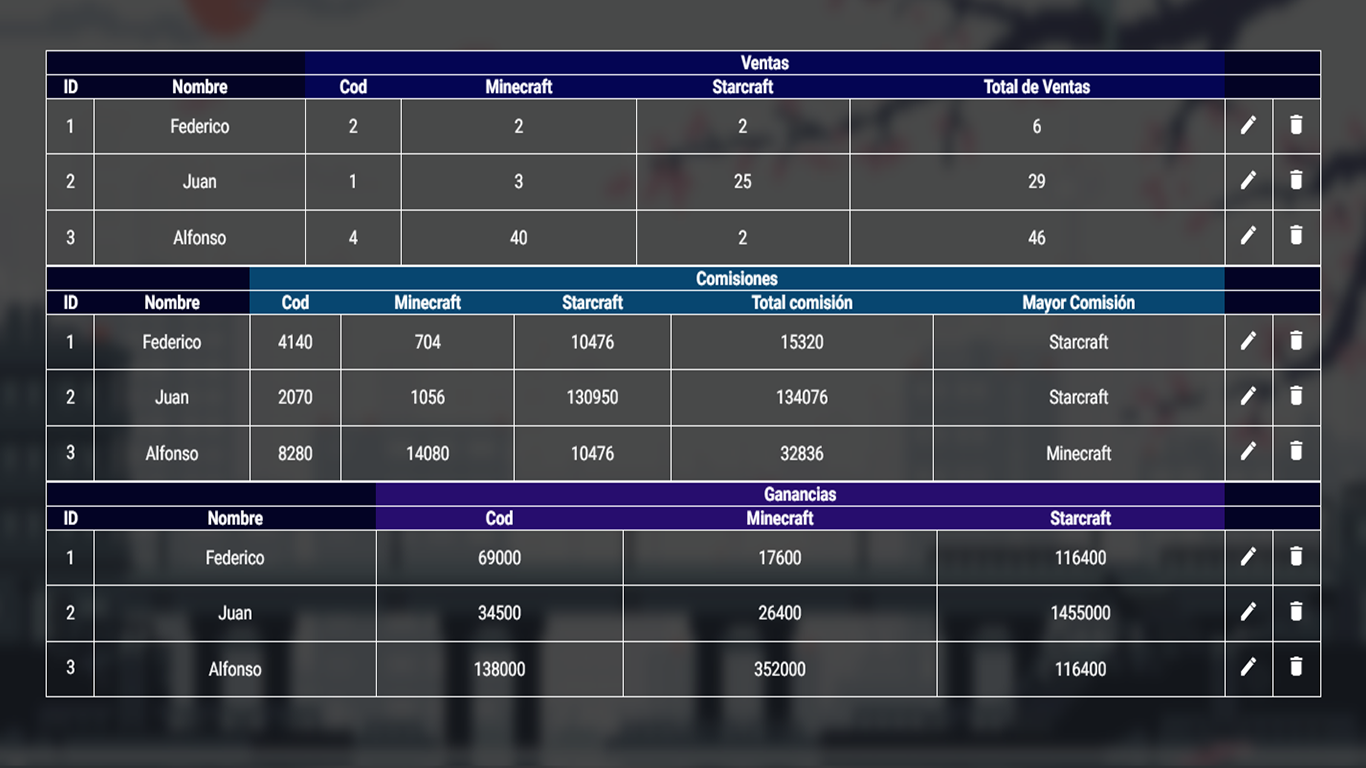 Ventas
ID Nombre Cod Minecraft Starcraft Total de Ventas
1 Federico 2 2 2 6
2 Juan 1 3 25 29
3 Alfonso 4 40 2 46
Comisiones
ID Nombre Cod Minecraft Starcraft Total comisión Mayor Comisión
1 Federico 4140 704 10476 15320 Starcraft
2 Juan 2070 1056 130950 134076 Starcraft
3 Alfonso 8280 14080 10476 32836 Minecraft
Ganancias
ID Nombre Cod Minecraft Starcraft
1 Federico 69000 17600 116400
2 Juan 34500 26400 1455000
3 Alfonso 138000 352000 116400